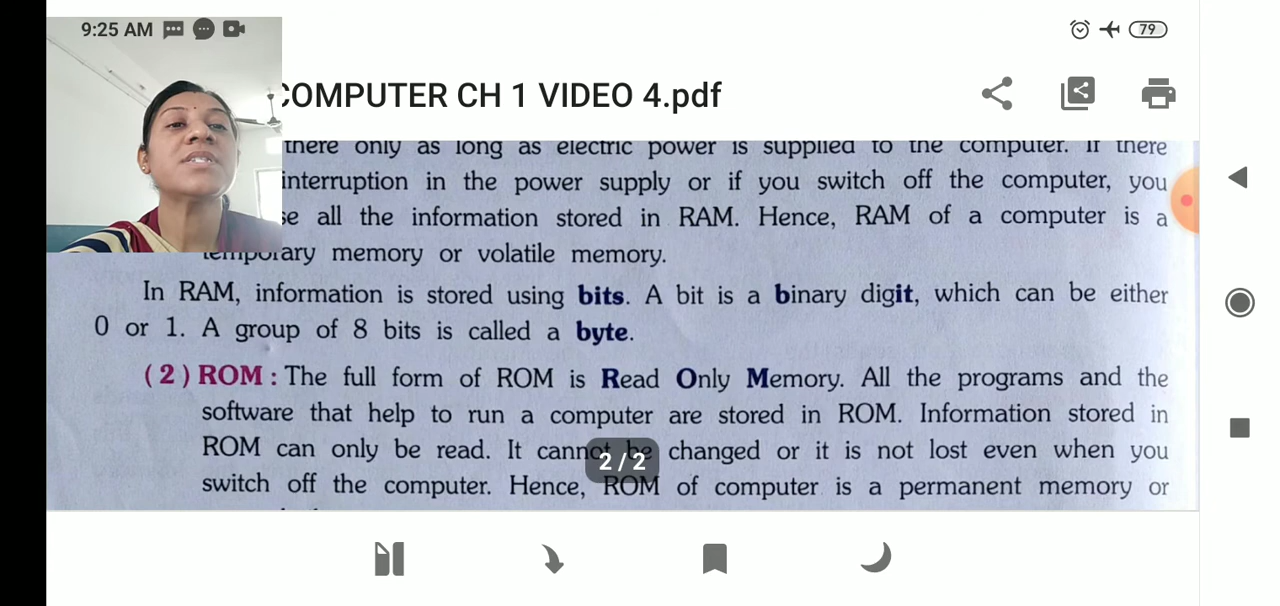 9:25 AM
79
COMPUTER CH 1 VIDEO 4.pdf
there only as long as electric power is supplied to the computer. If there
interruption in the power supply or if you switch off the computer, you
se all the information stored in RAM. Hence, RAM of a computer is a
temporary memory or volatile memory.
In RAM, information is stored using bits. A bit is a binary digit, which can be either
0 or 1. A group of 8 bits is called a byte.
(2) ROM : The full form of ROM is Read Only Memory. All the programs and the
software that help to run a computer are stored in ROM. Information stored in
ROM can only be read. It cannot be changed or it is not lost even when you
2 / 2
switch off the computer. Hence, ROM of computer is a permanent memory or